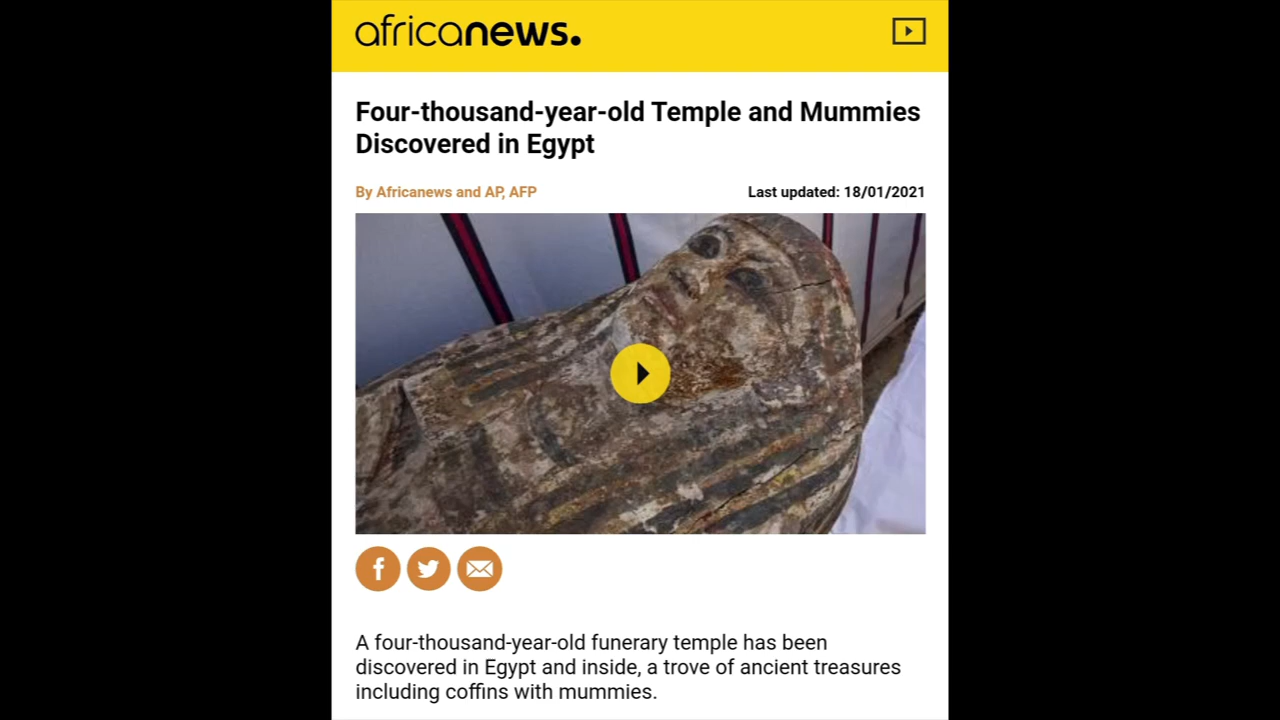 africanews.
Four-thousand-year-old Temple and Mummies
Discovered in Egypt
By Africanews and AP, AFP
Last updated: 18/01/2021
A four-thousand-year-old funerary temple has been
discovered in Egypt and inside, a trove of ancient treasures
including coffins with mummies.